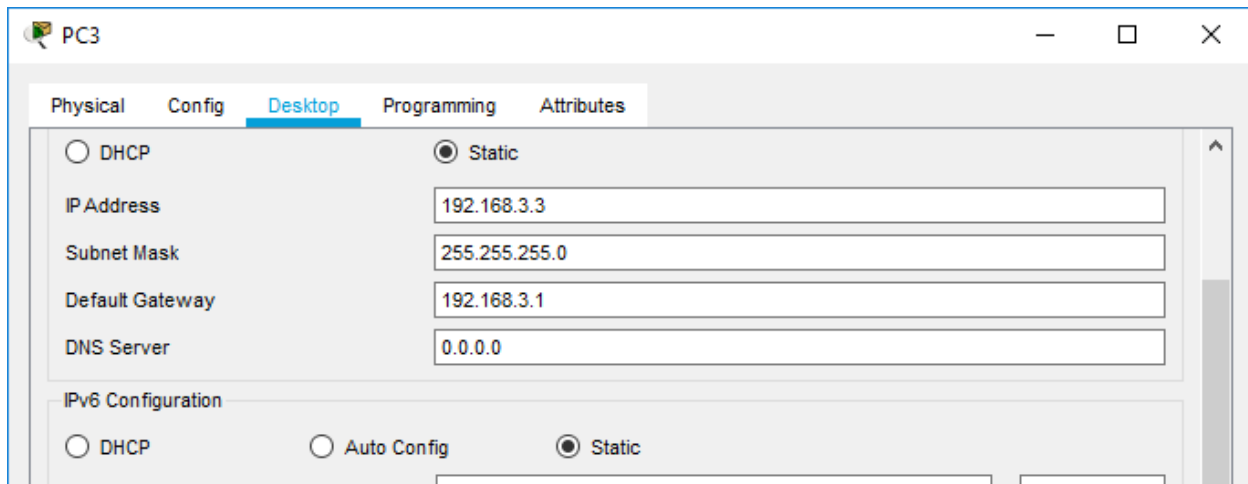 PC3
Physical Config Desktop Programming Attributes
DHCP Static
IP Address 192.168.3.3
Subnet Mask 255.255.255.0
Default Gateway 192.168.3.1
DNS Server 0.0.0.0
IPv6 Configuration
DHCP Auto Config Static